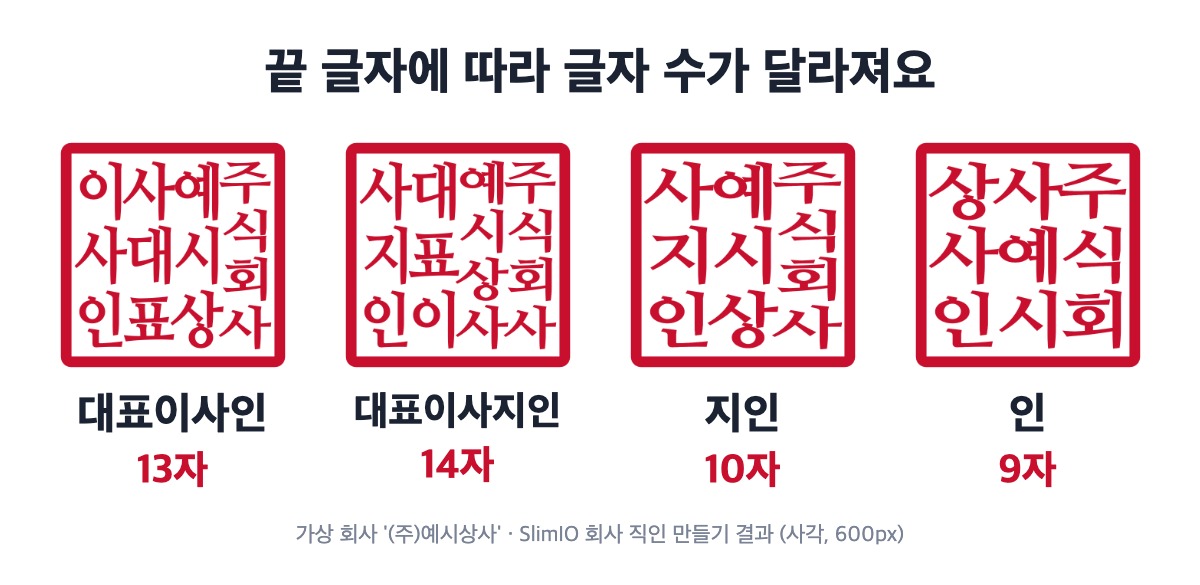 끝 글자에 따라 글자 수가 달라져요
주식회사
예시상
사대표
이사인
대표이사인
13자
주식회사
예시상사
대표이
사지인
대표이사지인
14자
주식회사
예시상
사지인
지인
10자
주식회
사예시
상사인
인
9자
가상 회사 '(주)예시상사' · SlimIO 회사 직인 만들기 결과 (사각, 600px)